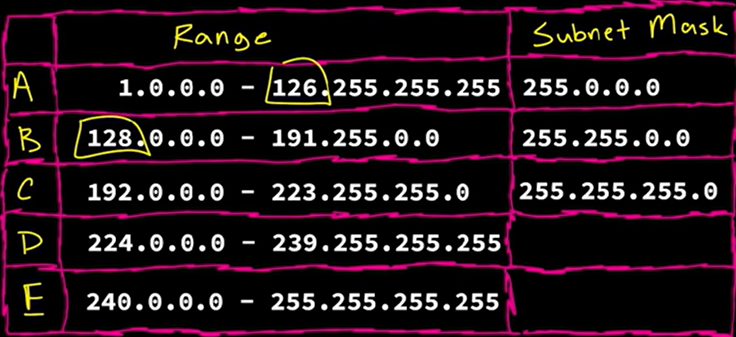 Range Subnet Mask
A 1.0.0.0 - 126.255.255.255 255.0.0.0
B 128.0.0.0 - 191.255.0.0 255.255.0.0
C 192.0.0.0 - 223.255.255.0 255.255.255.0
D 224.0.0.0 - 239.255.255.255
E 240.0.0.0 - 255.255.255.255